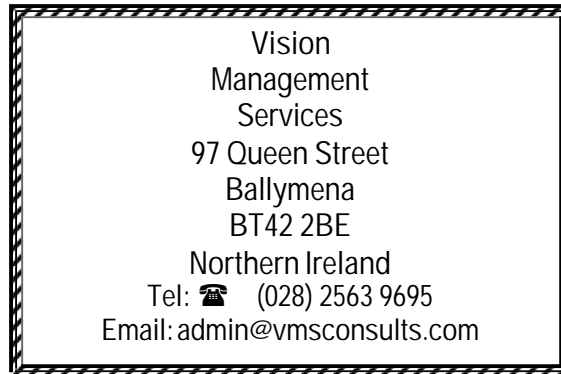 Vision
Management
Services
97 Queen Street
Ballymena
BT42 2BE
Northern Ireland
Tel: ☎ (028) 2563 9695
Email: admin@vmsconsults.com